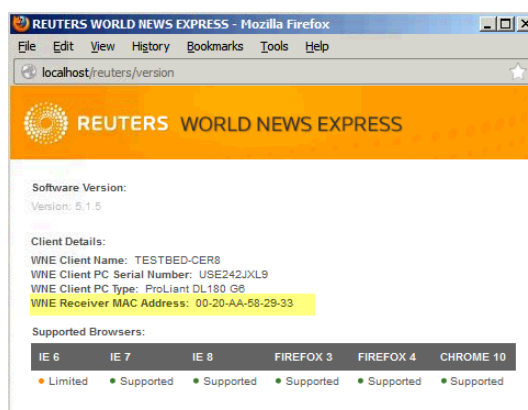 REUTERS WORLD NEWS EXPRESS - Mozilla Firefox
File Edit View History Bookmarks Tools Help
localhost/reuters/version
REUTERS WORLD NEWS EXPRESS
Software Version:
Version: 5.1.5
Client Details:
WNE Client Name: TESTBED-CER8
WNE Client PC Serial Number: USE242JXL9
WNE Client PC Type: ProLiant DL180 G6
WNE Receiver MAC Address: 00-20-AA-58-29-33
Supported Browsers:
IE 6 IE 7 IE 8 FIREFOX 3 FIREFOX 4 CHROME 10
Limited Supported Supported Supported Supported Supported